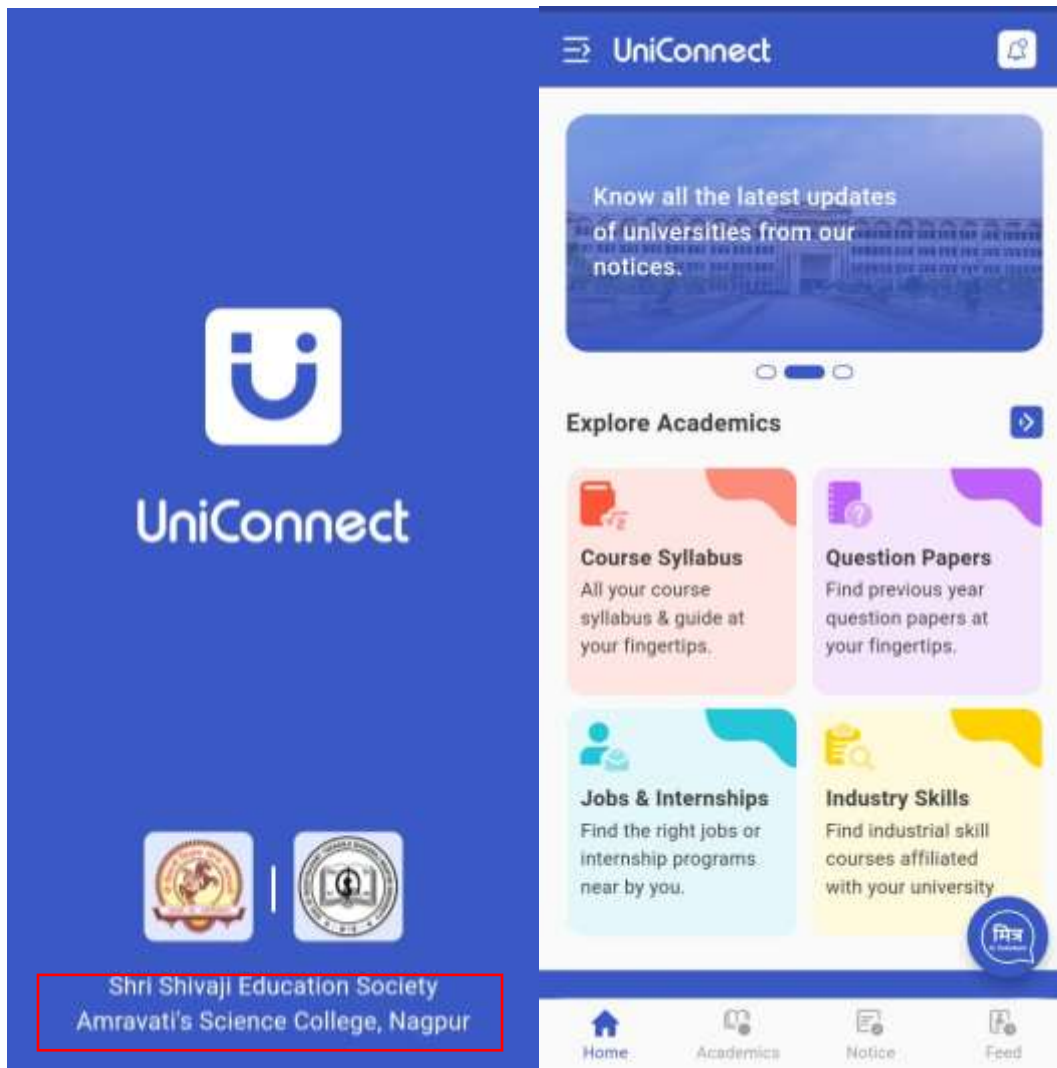 UniConnect
Shri Shivaji Education Society
Amravati's Science College, Nagpur
UniConnect
Know all the latest updates
of universities from our
notices.
Explore Academics
Course Syllabus
All your course
syllabus & guide at
your fingertips.
Question Papers
Find previous year
question papers at
your fingertips.
Jobs & Internships
Find the right jobs or
internship programs
near by you.
Industry Skills
Find industrial skill
courses affiliated
with your university
मित्र
Home
Academics
Notice
Feed